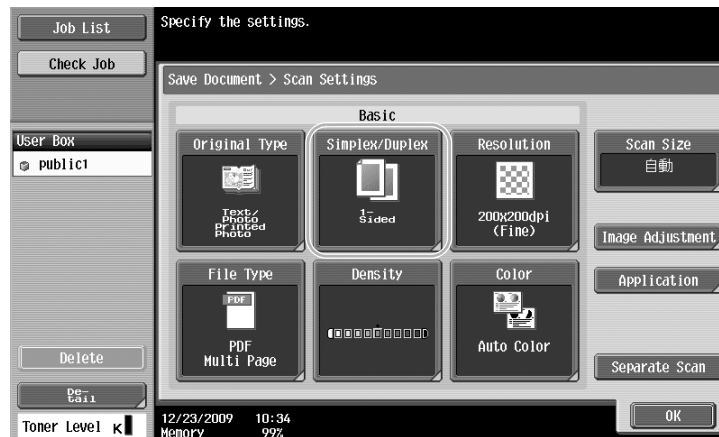 Job List
Specify the settings.
Check Job
Save Document > Scan Settings
Basic
User Box
public1
Original Type
Text/
Photo
Printed
Photo
Simplex/Duplex
1-
Sided
Resolution
200X200dpi
(Fine)
Scan Size
自動
Image Adjustment
File Type
PDF
PDF
Multi Page
Density
Color
Auto Color
Application
Separate Scan
Delete
De-
tail
Toner Level K
12/23/2009 10:34
Memory 99%
OK